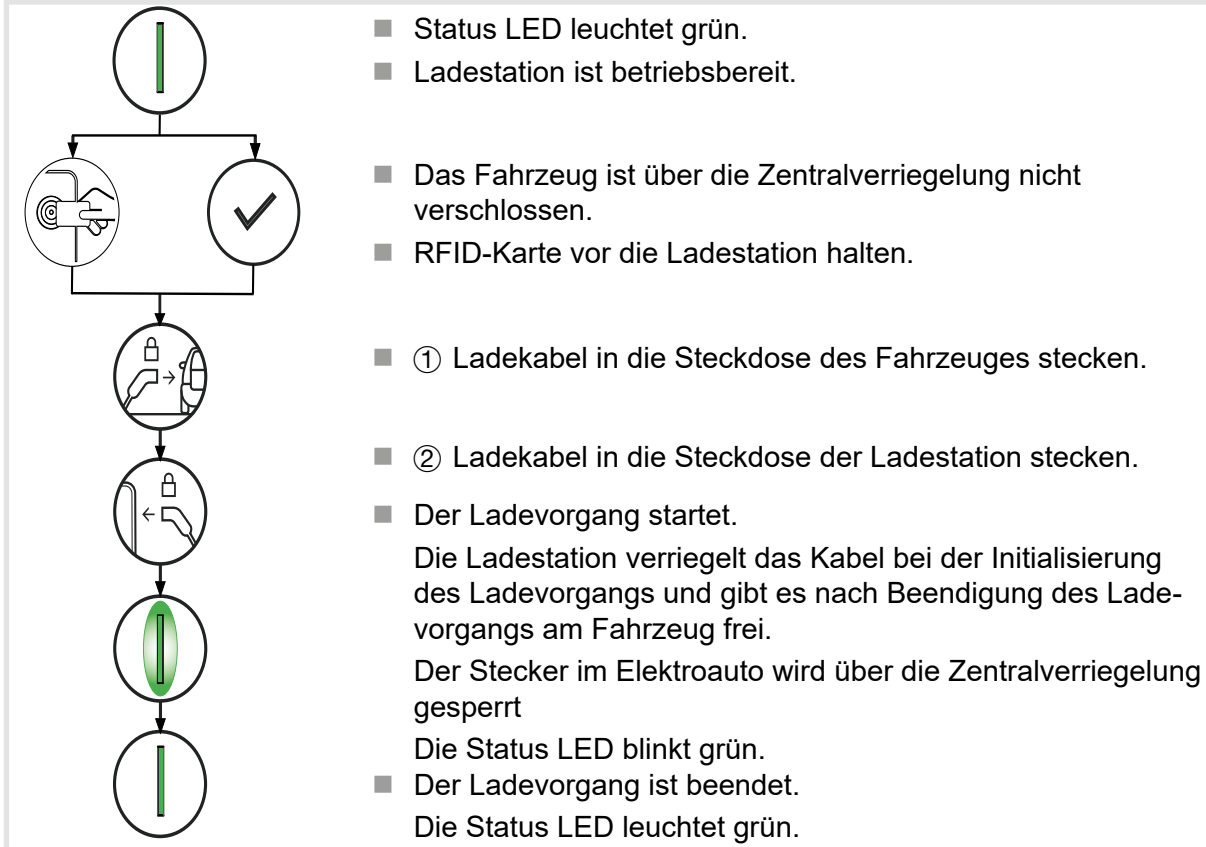 ■ Status LED leuchtet grün.
■ Ladestation ist betriebsbereit.
■ Das Fahrzeug ist über die Zentralverriegelung nicht
verschlossen.
■ RFID-Karte vor die Ladestation halten.
■ ① Ladekabel in die Steckdose des Fahrzeuges stecken.
■ ② Ladekabel in die Steckdose der Ladestation stecken.
■ Der Ladevorgang startet.
Die Ladestation verriegelt das Kabel bei der Initialisierung
des Ladevorgangs und gibt es nach Beendigung des Lade-
vorgangs am Fahrzeug frei.
Der Stecker im Elektroauto wird über die Zentralverriegelung
gesperrt
Die Status LED blinkt grün.
■ Der Ladevorgang ist beendet.
Die Status LED leuchtet grün.